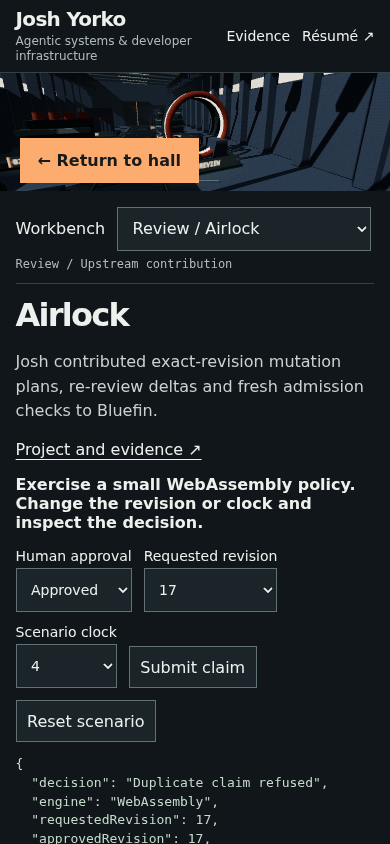 Josh Yorko
Agentic systems & developer
infrastructure
Evidence Résumé ↗
← Return to hall
Workbench Review / Airlock
Review / Upstream contribution
Airlock
Josh contributed exact-revision mutation
plans, re-review deltas and fresh admission
checks to Bluefin.
Project and evidence ↗
Exercise a small WebAssembly policy.
Change the revision or clock and
inspect the decision.
Human approval Requested revision
Approved 17
Scenario clock
4 Submit claim
Reset scenario
{
"decision": "Duplicate claim refused",
"engine": "WebAssembly",
"requestedRevision": 17,
"approvedRevision": 17,